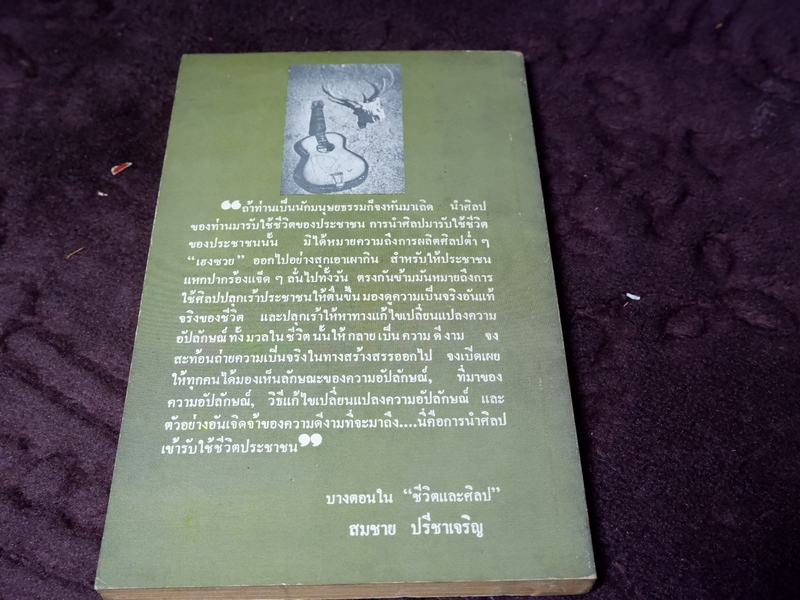 “ถ้าท่านเป็นนักมนุษยธรรมก็จงหันมาเถิด นำศิลป
ของท่านมารับใช้ชีวิตของประชาชน การนำศิลปมารับใช้ชีวิต
ของประชาชนนั้น มิได้หมายความถึงการผลิตศิลปต่ำ ๆ
“เฮงซวย” ออกไปอย่างสุกเอาเผากิน สำหรับให้ประชาชน
แหกปากร้องแจ็ด ๆ ลั่นไปทั้งวัน ตรงกันข้ามมันหมายถึงการ
ใช้ศิลปปลุกเร้าประชาชนให้ตื่นขึ้น มองดูความเป็นจริงอันแท้
จริงของชีวิต และปลุกเร้าให้หาทางแก้ไขเปลี่ยนแปลงความ
อัปลักษณ์ทั้งมวลในชีวิตนั้นให้กลายเป็นความดีงาม จง
สะท้อนถ่ายความเป็นจริงในทางสร้างสรรออกไป จงเปิดเผย
ให้ทุกคนได้มองเห็นลักษณะของความอัปลักษณ์, ที่มาของ
ความอัปลักษณ์, วิธีแก้ไขเปลี่ยนแปลงความอัปลักษณ์ และ
ตัวอย่างอันเจิดจ้าของความดีงามที่จะมาถึง....นี่คือการนำศิลป
เข้ารับใช้ชีวิตประชาชน”
บางตอนใน “ชีวิตและศิลป”
สมชาย ปรีชาเจริญ